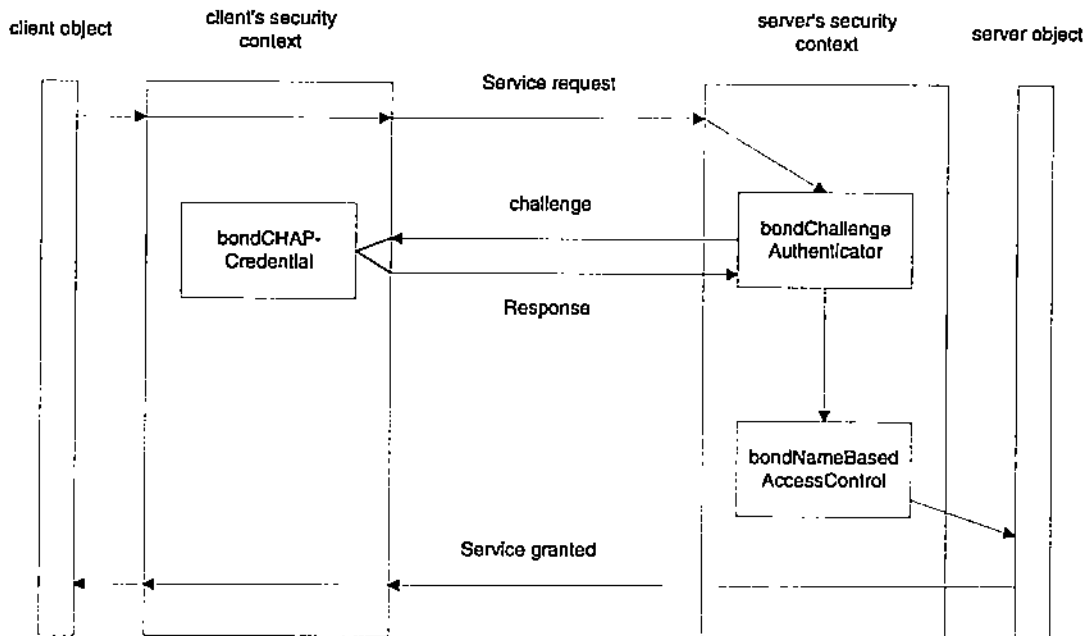 client object
client's security
context
server's security
context
server object
Service request
challenge
bondCHAP-
Credential
bondChallenge
Authenticator
Response
bondNameBased
AccessControl
Service granted